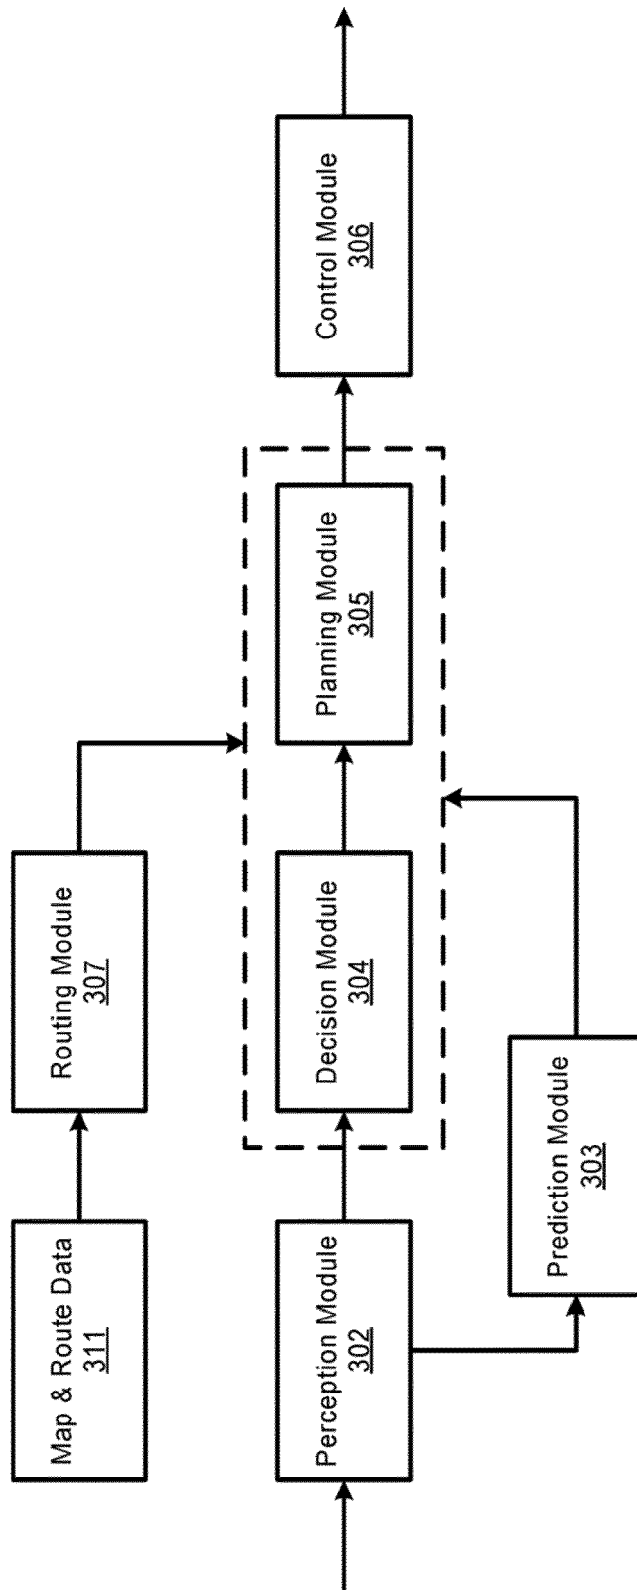 Map & Route Data
311
Routing Module
307
Perception Module
302
Decision Module
304
Planning Module
305
Control Module
306
Prediction Module
303